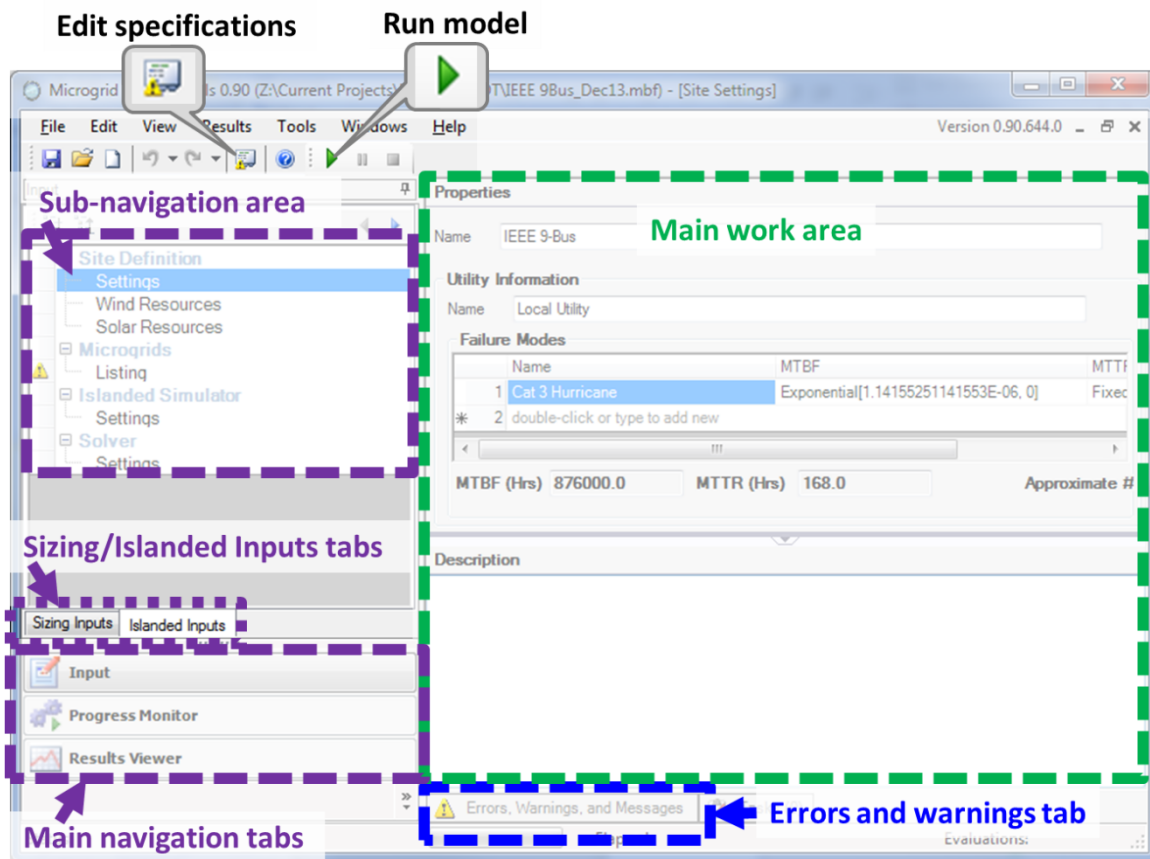 Edit specifications
Run model
Microgrid ls 0.90 (Z:\Current Projects\ OT\IEEE 9Bus_Dec13.mbf) - [Site Settings]
File Edit View Results Tools Windows Help
Version 0.90.644.0
Sub-navigation area
Properties
Name IEEE 9-Bus
Main work area
Site Definition
Settings
Wind Resources
Solar Resources
Microgrids
Listing
Islanded Simulator
Settings
Solver
Settings
Utility Information
Name Local Utility
Failure Modes
Name MTBF MTTF
1 Cat 3 Hurricane Exponential[1.14155251141553E-06, 0] Fixed
2 double-click or type to add new
MTBF (Hrs) 876000.0 MTTR (Hrs) 168.0 Approximate #
Sizing/Islanded Inputs tabs
Description
Sizing Inputs Islanded Inputs
Input
Progress Monitor
Results Viewer
Main navigation tabs
Errors, Warnings, and Messages
Errors and warnings tab
Evaluations: